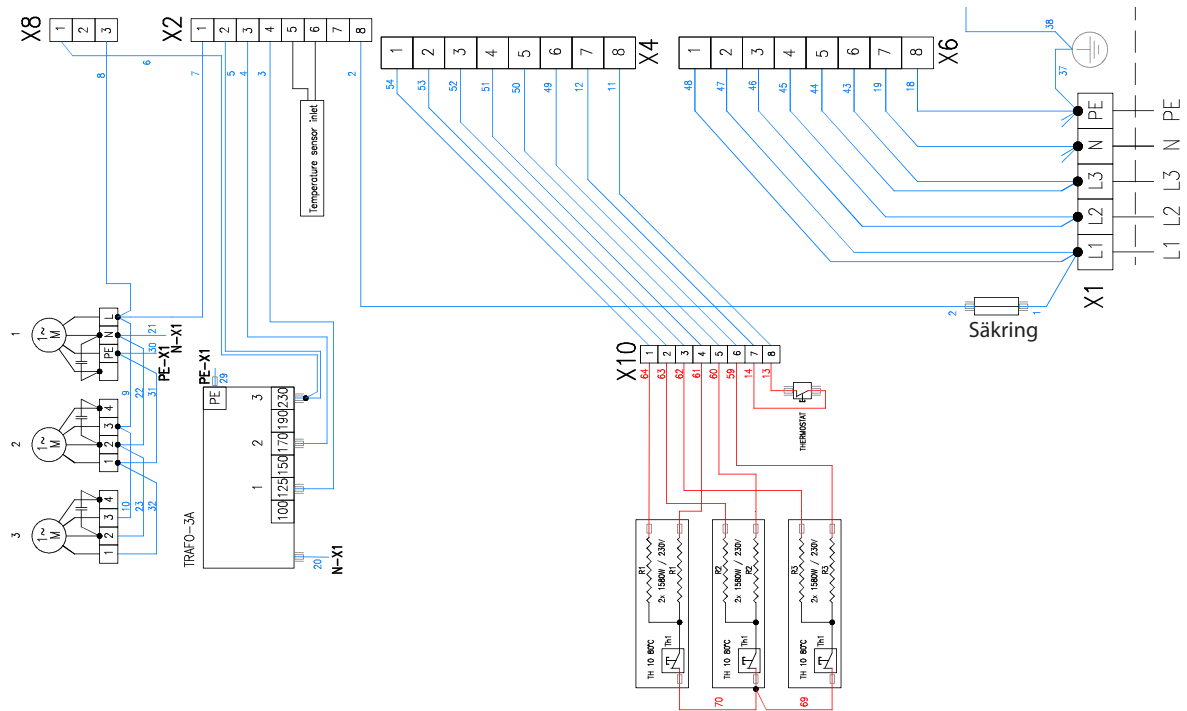 X8
1
2
3
X2
1
2
3
4
5
6
7
8
X4
1
2
3
4
5
6
7
8
X6
1
2
3
4
5
6
7
8
8
6
7
5
4
3
2
54
53
52
51
50
49
12
11
48
47
46
45
44
43
19
18
38
37
Temperature sensor inlet
PE
N
L3
L2
L1
PE
N
L3
L2
L1
X1
2
1
Säkring
1
1~
M
L
N
PE
21
30
N-X1
PE-X1
9
22
31
2
1~
M
4
3
2
1
10
23
32
3
1~
M
4
3
2
1
PE-X1
29
PE
TRAFO-3A
3
2
1
230
190
170
150
125
100
20
N-X1
X10
1
2
3
4
5
6
7
8
64
63
62
61
60
59
14
13
THERMOSTAT
R1
R1
2x 1580W / 230V
TH 10 80°C
Th1
R2
R2
2x 1580W / 230V
TH 10 80°C
Th1
R3
R3
2x 1580W / 230V
TH 10 80°C
Th1
70
69